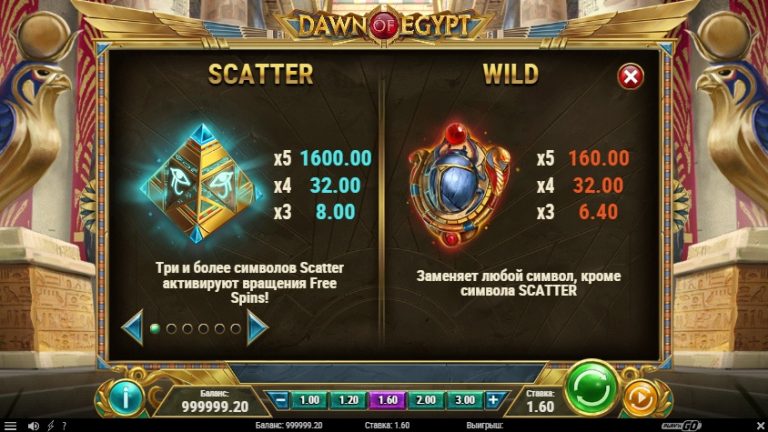 DAWN OF EGYPT
SCATTER
x5 1600.00
x4 32.00
x3 8.00
Три и более символов Scatter
активируют вращения Free
Spins!
WILD
x5 160.00
x4 32.00
x3 6.40
Заменяет любой символ, кроме
символа SCATTER
Баланс:
999999.20
1.00 1.20 1.60 2.00 3.00
Ставка:
1.60
Баланс: 999999.20 Ставка: 1.60 Выигрыш: PLAY'N GO